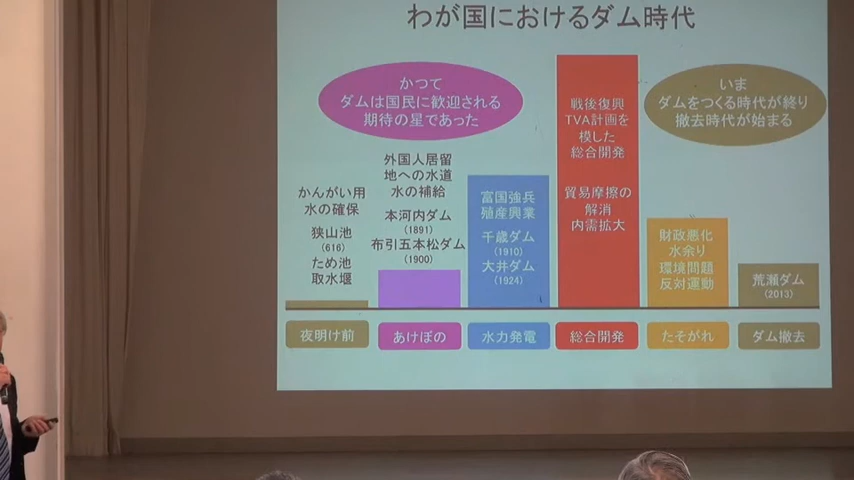 わが国におけるダム時代
かつて
ダムは国民に歓迎される
期待の星であった
いま
ダムをつくる時代が終り
撤去時代が始まる
かんがい用
水の確保
狭山池
(616)
ため池
取水堰
外国人居留
地への水道
水の補給
本河内ダム
(1891)
布引五本松ダム
(1900)
富国強兵
殖産興業
千歳ダム
(1910)
大井ダム
(1924)
戦後復興
TVA計画を
模した
総合開発
貿易摩擦の
解消
内需拡大
財政悪化
水余り
環境問題
反対運動
荒瀬ダム
(2013)
夜明け前
あけぼの
水力発電
総合開発
たそがれ
ダム撤去